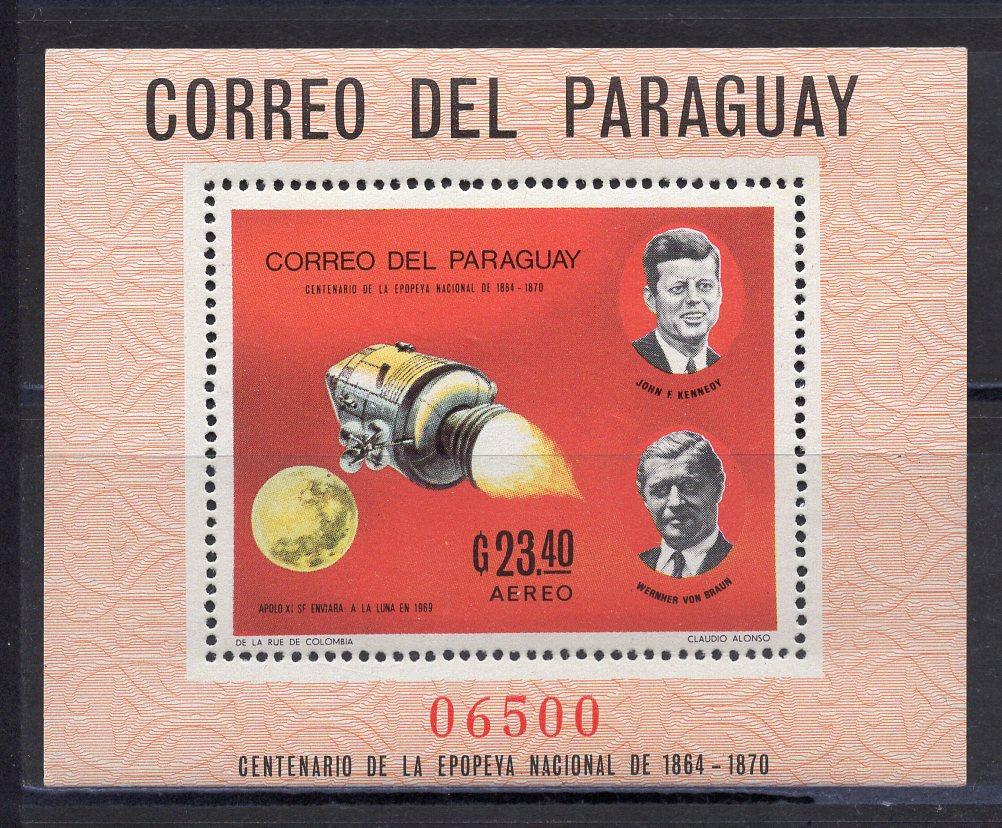 CORREO DEL PARAGUAY
CORREO DEL PARAGUAY
CENTENARIO DE LA EPOPEYA NACIONAL DE 1864-1870
JOHN F. KENNEDY
₲23.40
AEREO
WERNHER VON BRAUN
APOLO XI SE ENVIARA A LA LUNA EN 1969
DE LA RUE DE COLOMBIA
CLAUDIO ALONSO
06500
CENTENARIO DE LA EPOPEYA NACIONAL DE 1864-1870